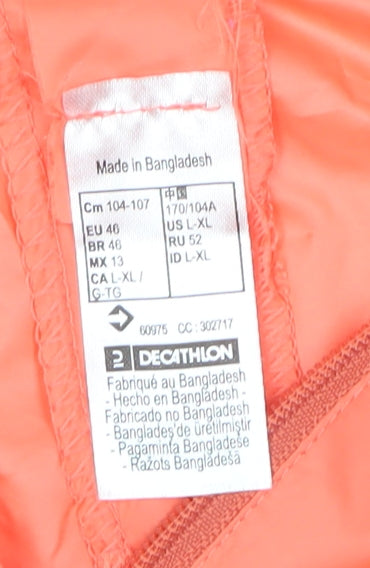 Made in Bangladesh
Cm 104-107
EU 46
BR 46
MX 13
CA L-XL /
G-TG
中国
170/104A
US L-XL
RU 52
ID L-XL
60975 CC : 302717
DECATHLON
Fabriqué au Bangladesh
- Hecho en Bangladesh -
Fabricado no Bangladesh
- Bangladeş'de üretilmiştir
- Pagaminta Bangladeše
- Ražots Bangladešā